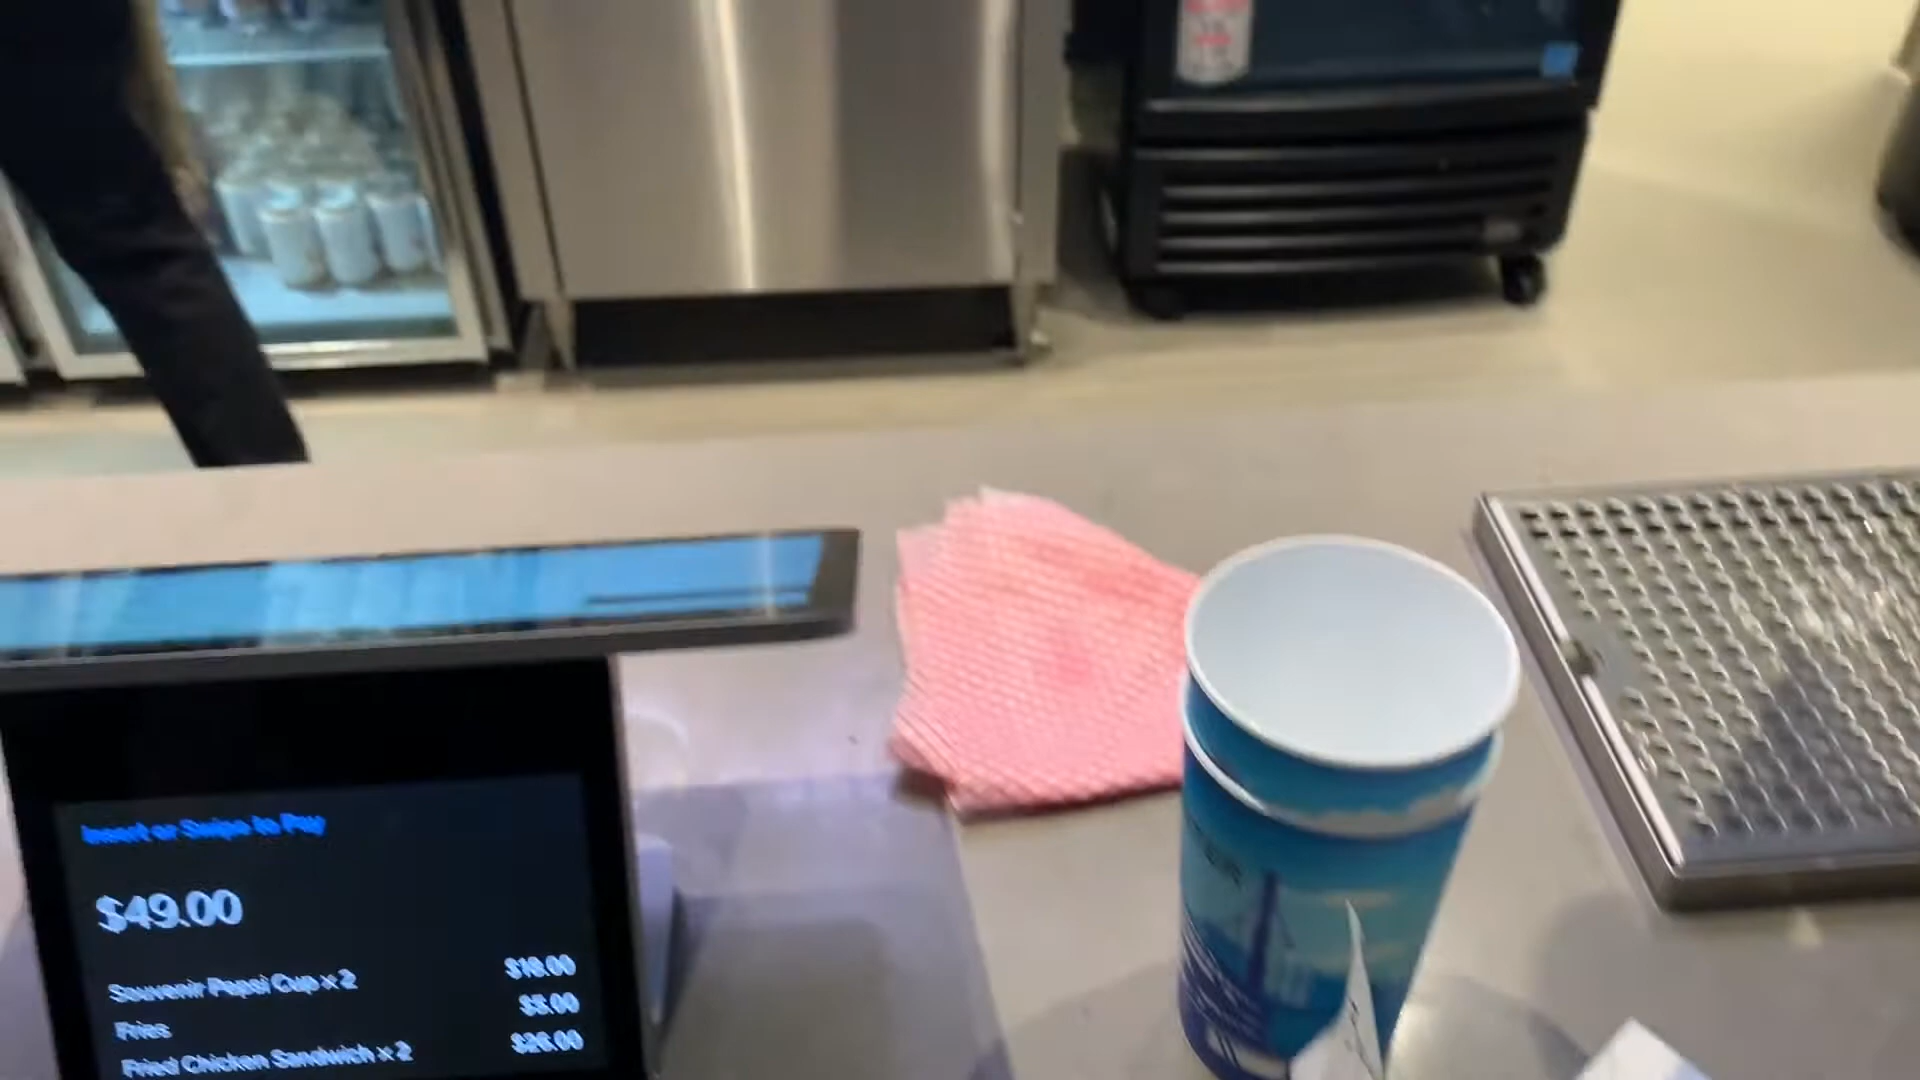 Insert or Swipe to Pay
$49.00
Souvenir Pepsi Cup x 2 $18.00
Fries $5.00
Fried Chicken Sandwich x 2 $26.00